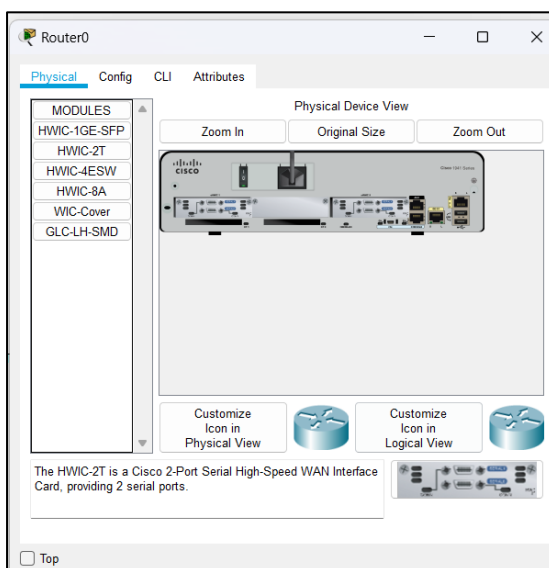 Router0
Physical Config CLI Attributes
MODULES
HWIC-1GE-SFP
HWIC-2T
HWIC-4ESW
HWIC-8A
WIC-Cover
GLC-LH-SMD
Physical Device View
Zoom In Original Size Zoom Out
CISCO
Customize
Icon in
Physical View
Customize
Icon in
Logical View
The HWIC-2T is a Cisco 2-Port Serial High-Speed WAN Interface
Card, providing 2 serial ports.
Top